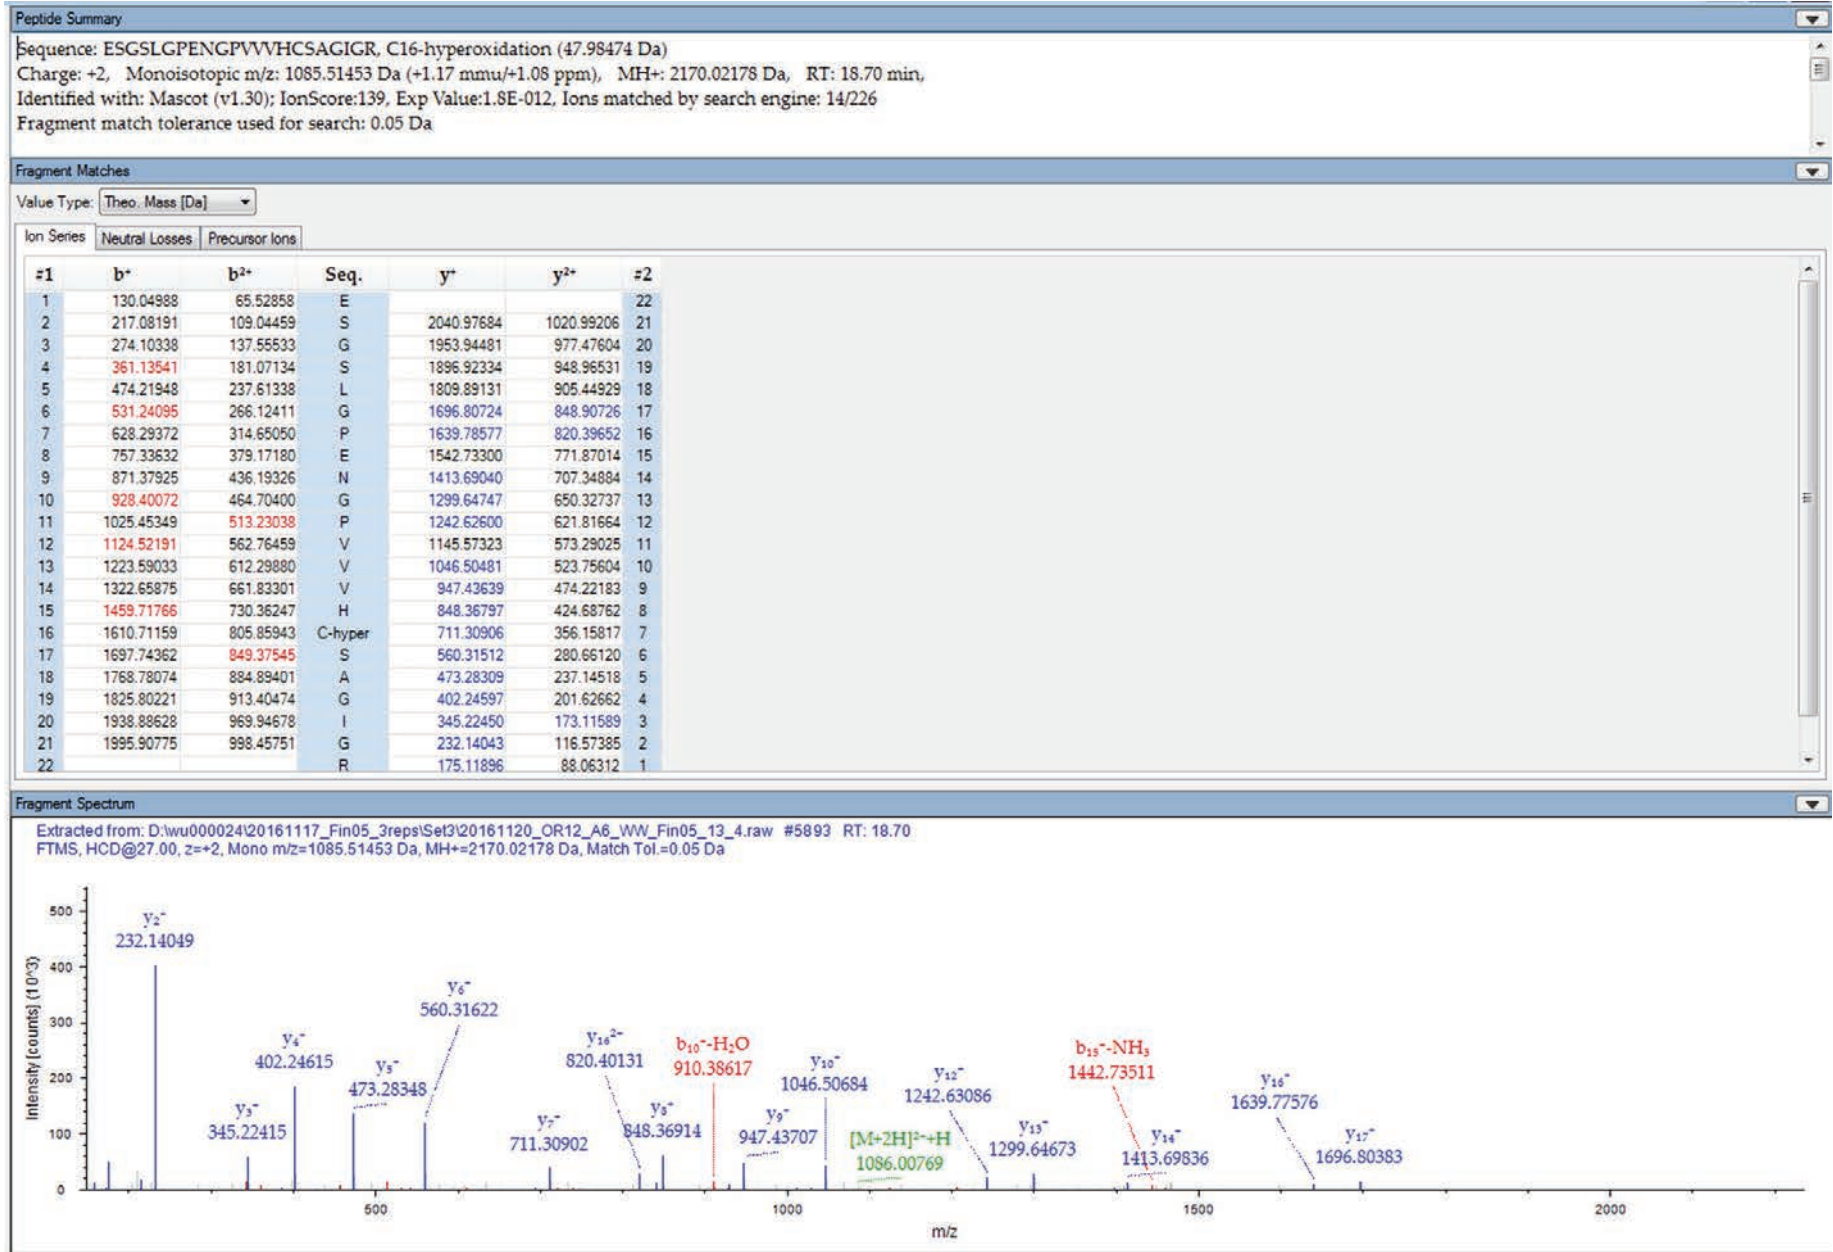 Peptide Summary
Sequence: ESGSLGPENGPVVVHCSAGIGR, C16-hyperoxidation (47.98474 Da)
Charge: +2, Monoisotopic m/z: 1085.51453 Da (+1.17 mmu/+1.08 ppm), MH+: 2170.02178 Da, RT: 18.70 min,
Identified with: Mascot (v1.30); IonScore:139, Exp Value:1.8E-012, Ions matched by search engine: 14/226
Fragment match tolerance used for search: 0.05 Da
Fragment Matches
Value Type: Theo. Mass [Da]
Ion Series Neutral Losses Precursor Ions
#1 b⁺ b²⁺ Seq. y⁺ y²⁺ #2
1 130.04988 65.52858 E 22
2 217.08191 109.04459 S 2040.97684 1020.99206 21
3 274.10338 137.55533 G 1953.94481 977.47604 20
4 361.13541 181.07134 S 1896.92334 948.96531 19
5 474.21948 237.61338 L 1809.89131 905.44929 18
6 531.24095 266.12411 G 1696.80724 848.90726 17
7 628.29372 314.65050 P 1639.78577 820.39652 16
8 757.33632 379.17180 E 1542.73300 771.87014 15
9 871.37925 436.19326 N 1413.69040 707.34884 14
10 928.40072 464.70400 G 1299.64747 650.32737 13
11 1025.45349 513.23038 P 1242.62600 621.81664 12
12 1124.52191 562.76459 V 1145.57323 573.29025 11
13 1223.59033 612.29880 V 1046.50481 523.75604 10
14 1322.65875 661.83301 V 947.43639 474.22183 9
15 1459.71766 730.36247 H 848.36797 424.68762 8
16 1610.71159 805.85943 C-hyper 711.30906 356.15817 7
17 1697.74362 849.37545 S 560.31512 280.66120 6
18 1768.78074 884.89401 A 473.28309 237.14518 5
19 1825.80221 913.40474 G 402.24597 201.62662 4
20 1938.88628 969.94678 I 345.22450 173.11589 3
21 1995.90775 998.45751 G 232.14043 116.57385 2
22 R 175.11896 88.06312 1
Fragment Spectrum
Extracted from: D:\wu000024\20161117_Fin05_3reps\Set3\20161120_OR12_A6_WW_Fin05_13_4.raw #5893 RT: 18.70
FTMS, HCD@27.00, z=+2, Mono m/z=1085.51453 Da, MH+=2170.02178 Da, Match Tol.=0.05 Da
Intensity [counts] (10^3)
500
400
300
200
100
0
y₂⁺
232.14049
y₃⁺
345.22415
y₄⁺
402.24615
y₅⁺
473.28348
y₆⁺
560.31622
y₇⁺
711.30902
y₁₆²⁺
820.40131
y₈⁺
848.36914
b₁₀⁺-H₂O
910.38617
y₉⁺
947.43707
y₁₀⁺
1046.50684
[M+2H]²⁺+H
1086.00769
y₁₂⁺
1242.63086
y₁₃⁺
1299.64673
b₁₅⁺-NH₃
1442.73511
y₁₄⁺
1413.69836
y₁₆⁺
1639.77576
y₁₇⁺
1696.80383
500 1000 1500 2000
m/z